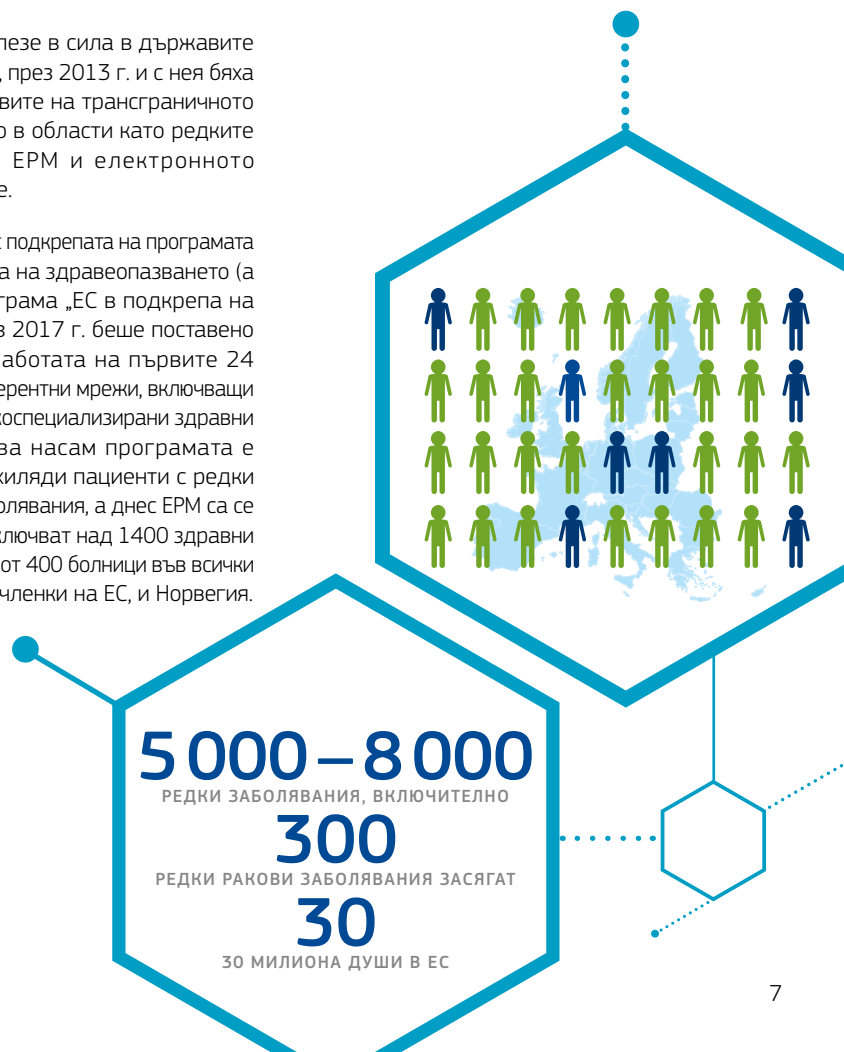 лезе в сила в държавите
, през 2013 г. и с нея бяха
вите на трансграничното
о в области като редките
ЕРМ и електронното
е.
с подкрепата на програмата
а на здравеопазването (а
грама „ЕС в подкрепа на
з 2017 г. беше поставено
работата на първите 24
ерентни мрежи, включващи
коспециализирани здравни
ва насам програмата е
хиляди пациенти с редки
олявания, а днес ЕРМ са се
ключват над 1400 здравни
от 400 болници във всички
членки на ЕС, и Норвегия.
5 000 – 8 000
РЕДКИ ЗАБОЛЯВАНИЯ, ВКЛЮЧИТЕЛНО
300
РЕДКИ РАКОВИ ЗАБОЛЯВАНИЯ ЗАСЯГАТ
30
30 МИЛИОНА ДУШИ В ЕС
7